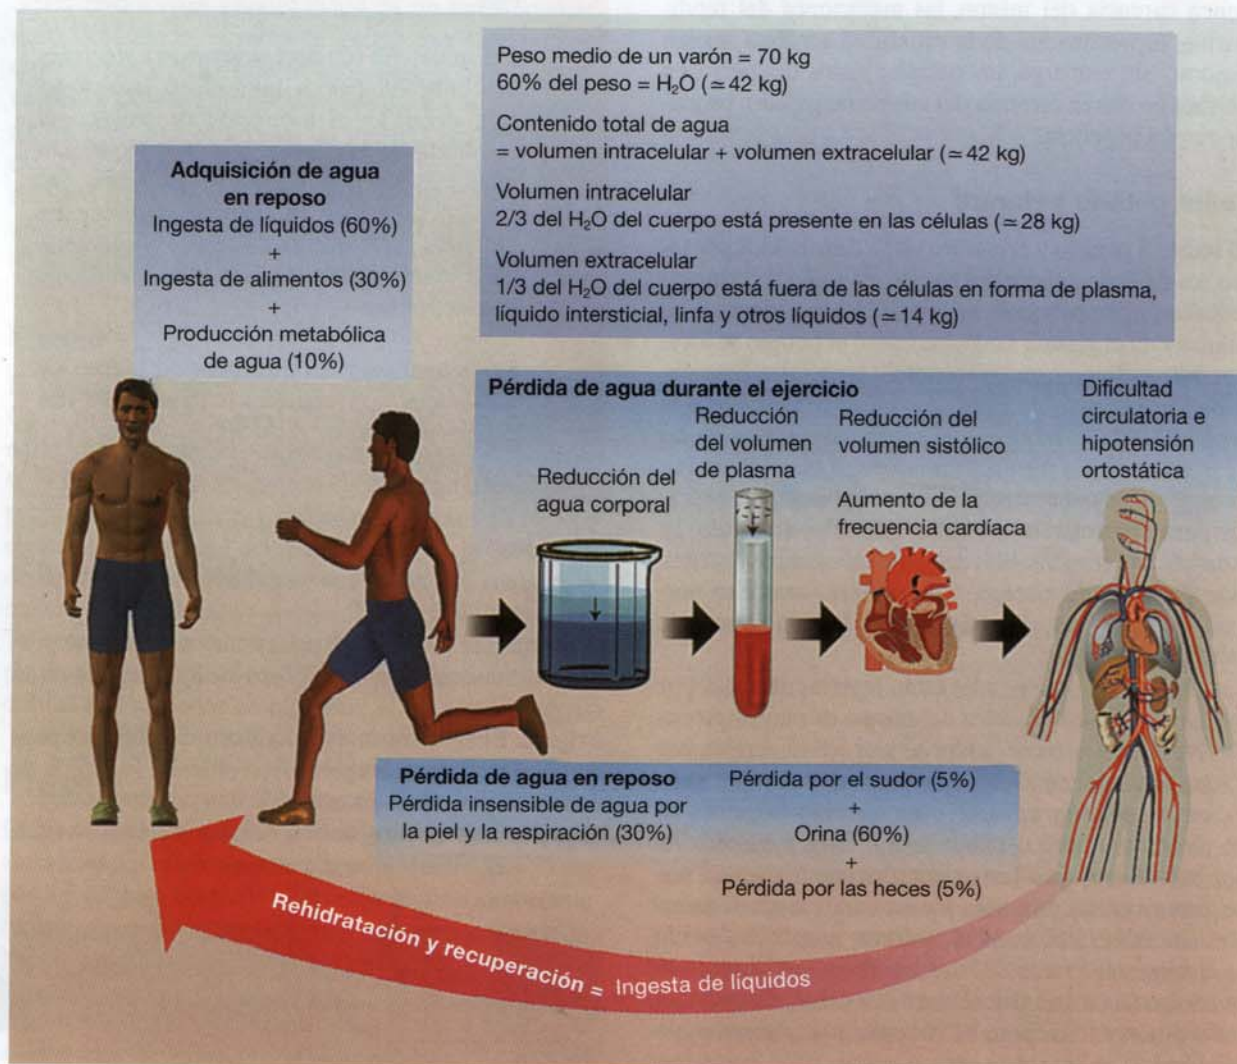 Peso medio de un varón = 70 kg
60% del peso = H₂O (≃42 kg)
Contenido total de agua
= volumen intracelular + volumen extracelular (≃42 kg)
Volumen intracelular
2/3 del H₂O del cuerpo está presente en las células (≃28 kg)
Volumen extracelular
1/3 del H₂O del cuerpo está fuera de las células en forma de plasma,
líquido intersticial, linfa y otros líquidos (≃14 kg)
Adquisición de agua
en reposo
Ingesta de líquidos (60%)
+
Ingesta de alimentos (30%)
+
Producción metabólica
de agua (10%)
Pérdida de agua durante el ejercicio
Reducción del
agua corporal
Reducción
del volumen
de plasma
Reducción del
volumen sistólico
Aumento de la
frecuencia cardíaca
Dificultad
circulatoria e
hipotensión
ortostática
Pérdida de agua en reposo
Pérdida insensible de agua por
la piel y la respiración (30%)
Pérdida por el sudor (5%)
+
Orina (60%)
+
Pérdida por las heces (5%)
Rehidratación y recuperación = Ingesta de líquidos